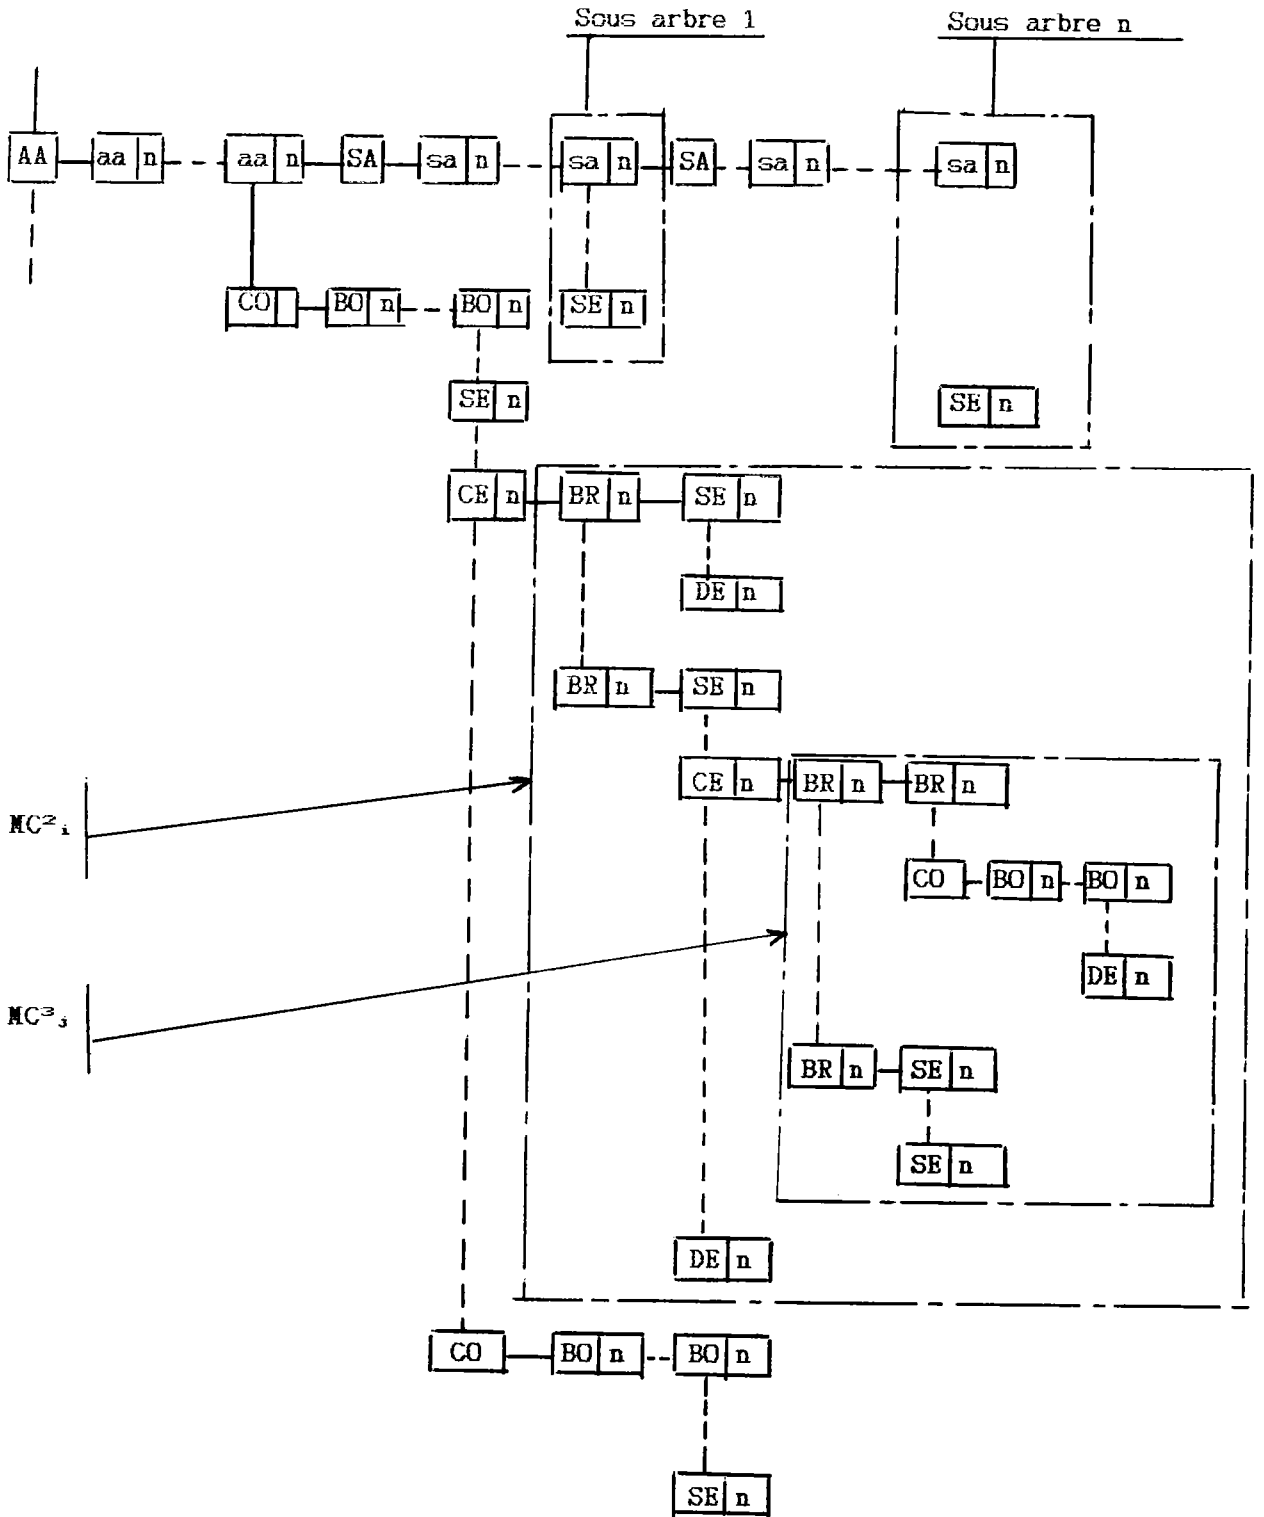 Sous arbre 1 Sous arbre n
AA aa n aa n SA sa n sa n SA sa n sa n
CO BO n BO n SE n
SE n SE n
CE n BR n SE n
DE n
BR n SE n
CE n BR n BR n
MC²i
CO BO n BO n
DE n
MC³j
BR n SE n
SE n
DE n
CO BO n BO n
SE n